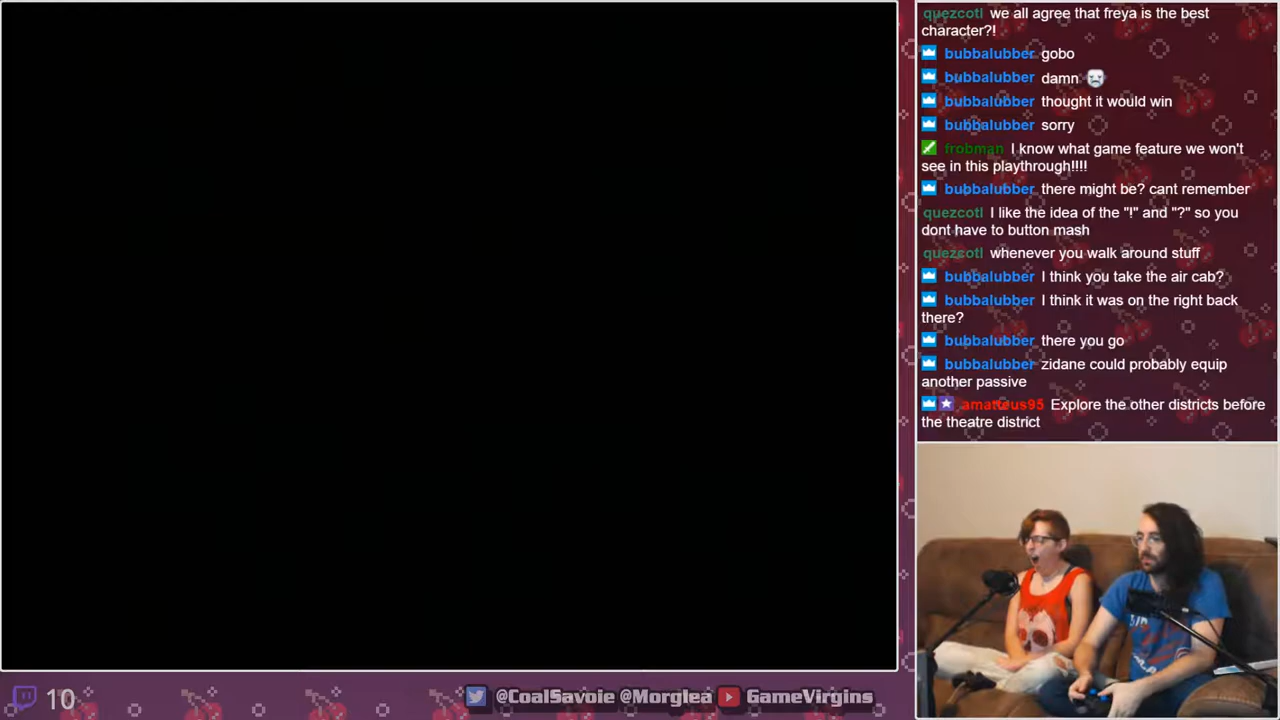 quezcotl we all agree that freya is the best
character?!
bubbalubber gobo
bubbalubber damn
bubbalubber thought it would win
bubbalubber sorry
frobman I know what game feature we won't
see in this playthrough!!!!
bubbalubber there might be? cant remember
quezcotl I like the idea of the "!" and "?" so you
dont have to button mash
quezcotl whenever you walk around stuff
bubbalubber I think you take the air cab?
bubbalubber I think it was on the right back
there?
bubbalubber there you go
bubbalubber zidane could probably equip
another passive
amatteus95 Explore the other districts before
the theatre district
10 @CoalSavoie @Morglea GameVirgins